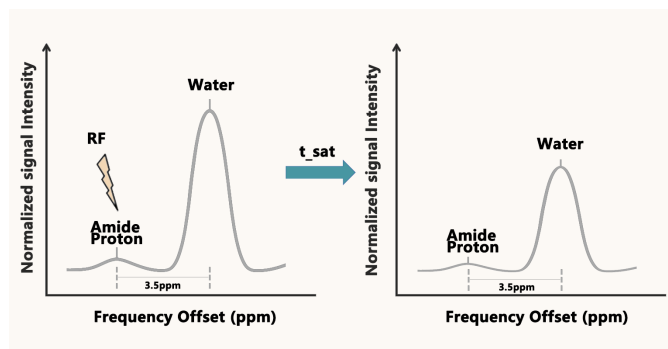 Normalized signal Intensity
RF
Amide
Proton
Water
3.5ppm
Frequency Offset (ppm)
t_sat
Normalized signal Intensity
Amide
Proton
Water
3.5ppm
Frequency Offset (ppm)